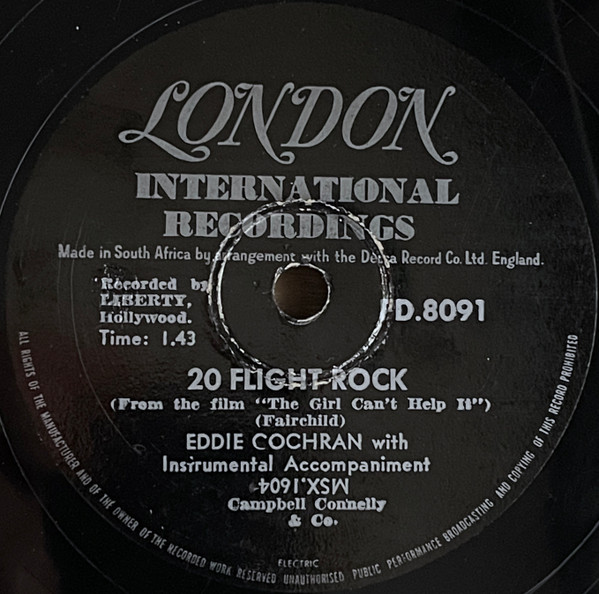 LONDON
INTERNATIONAL
RECORDINGS
Made in South Africa by arrangement with the Decca Record Co. Ltd. England.
Recorded by
LIBERTY,
Hollywood.
Time: 1.43
FD.8091
20 FLIGHT ROCK
(From the film "The Girl Can't Help It")
(Fairchild)
EDDIE COCHRAN with
Instrumental Accompaniment
MSX.1604
Campbell Connelly
& Co.
ELECTRIC
ALL RIGHTS OF THE MANUFACTURER AND OF THE OWNER OF THE RECORDED WORK RESERVED UNAUTHORISED PUBLIC PERFORMANCE BROADCASTING AND COPYING OF THIS RECORD PROHIBITED